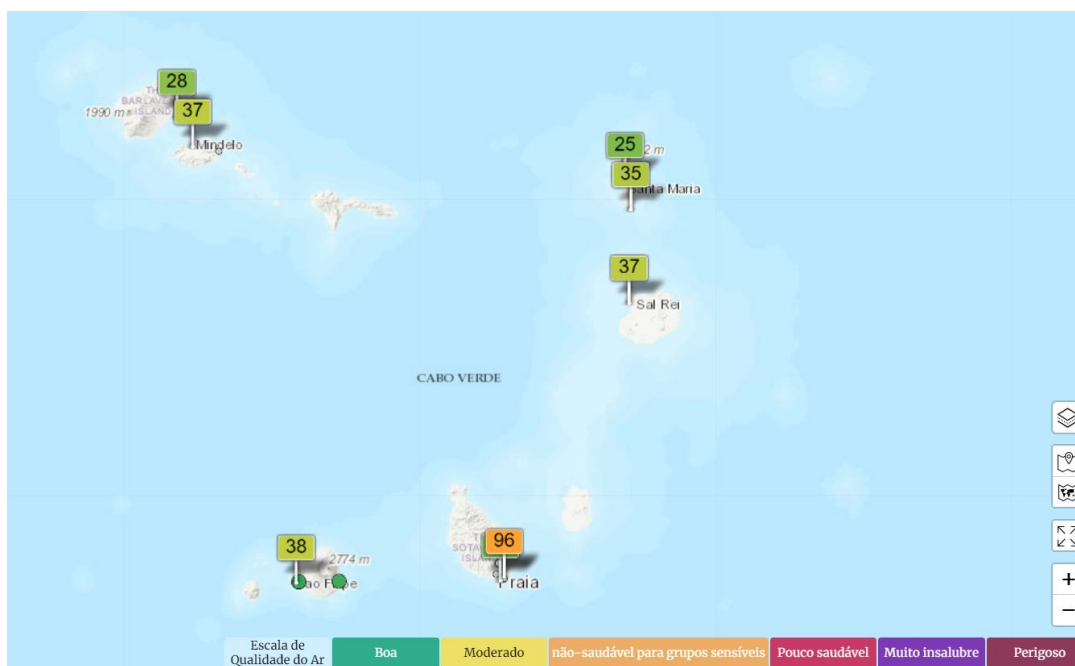 28
37
1990 m
Mindelo
25
35
Santa Maria
37
Sal Rei
CABO VERDE
38
2774 m
96
Praia
Escala de
Qualidade do Ar
Boa
Moderado
não-saudável para grupos sensíveis
Pouco saudável
Muito insalubre
Perigoso
+
−